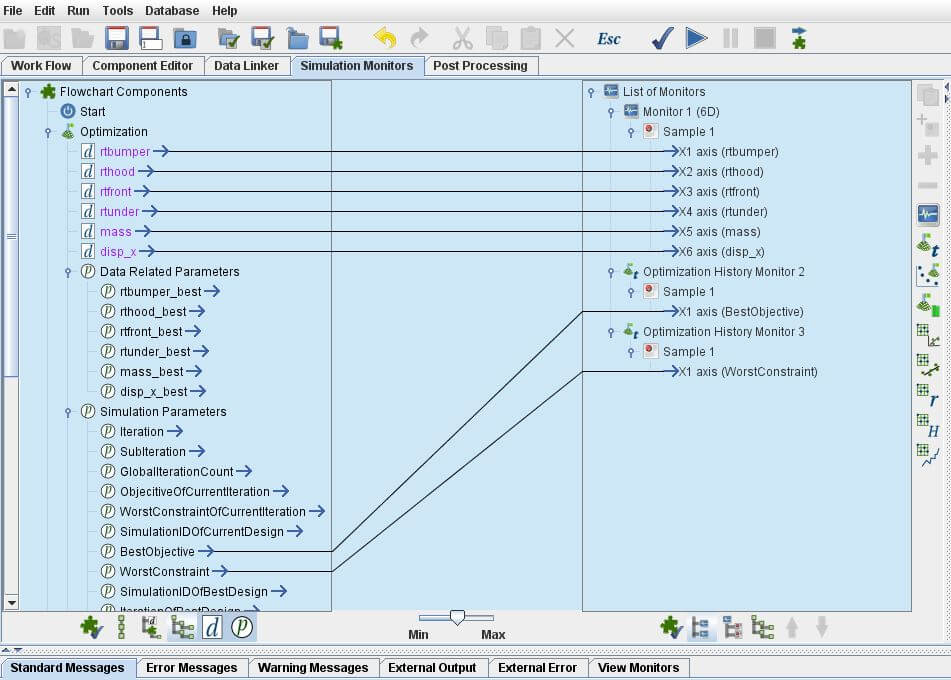 File Edit Run Tools Database Help
1
Esc
Work Flow Component Editor Data Linker Simulation Monitors Post Processing
Flowchart Components
Start
Optimization
d rtbumper
d rthood
d rtfront
d rtunder
d mass
d disp_x
p Data Related Parameters
p rtbumper_best
p rthood_best
p rtfront_best
p rtunder_best
p mass_best
p disp_x_best
p Simulation Parameters
p Iteration
p SubIteration
p GlobalIterationCount
p ObjecitiveOfCurrentIteration
p WorstConstraintOfCurrentIteration
p SimulationIDOfCurrentDesign
p BestObjective
p WorstConstraint
p SimulationIDOfBestDesign
p IterationOfBestDesign
List of Monitors
Monitor 1 (6D)
Sample 1
X1 axis (rtbumper)
X2 axis (rthood)
X3 axis (rtfront)
X4 axis (rtunder)
X5 axis (mass)
X6 axis (disp_x)
t Optimization History Monitor 2
Sample 1
X1 axis (BestObjective)
t Optimization History Monitor 3
Sample 1
X1 axis (WorstConstraint)
t
r
H
d
d p
Min Max
Standard Messages Error Messages Warning Messages External Output External Error View Monitors